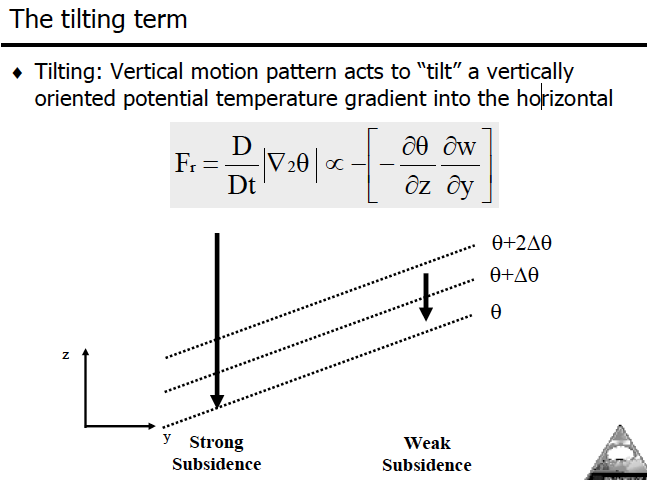 The tilting term
♦ Tilting: Vertical motion pattern acts to “tilt” a vertically
oriented potential temperature gradient into the horizontal
Fᵣ = D/Dt |∇₂θ| ∝ −[ − ∂θ/∂z ∂w/∂y ]
θ+2Δθ
θ+Δθ
θ
z
y
Strong
Subsidence
Weak
Subsidence